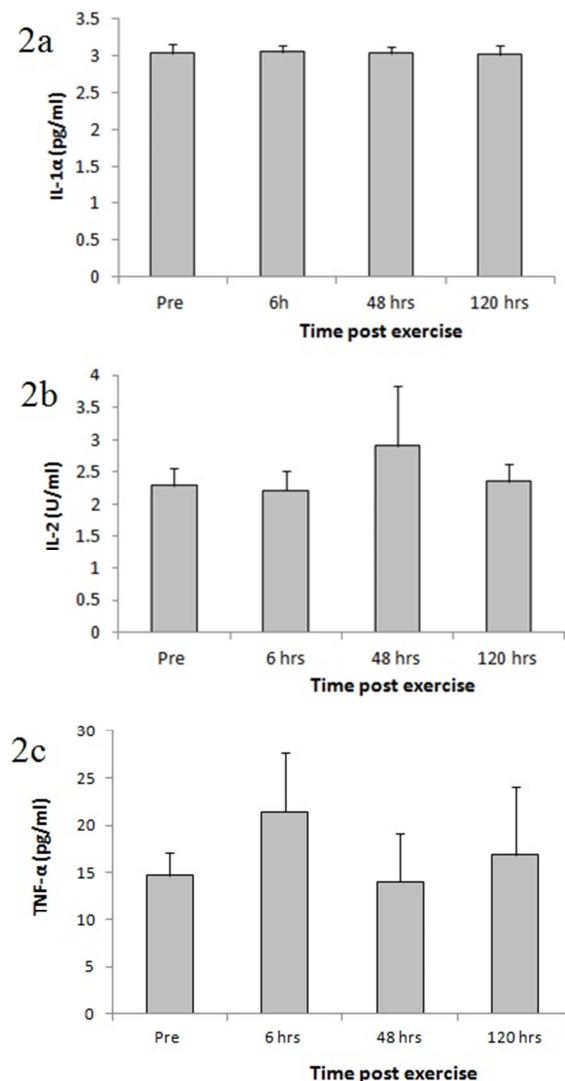 2a
3.5
3
2.5
2
1.5
1
0.5
0
IL-1α (pg/ml)
Pre 6h 48 hrs 120 hrs
Time post exercise
2b
4
3.5
3
2.5
2
1.5
1
0.5
0
IL-2 (U/ml)
Pre 6 hrs 48 hrs 120 hrs
Time post exercise
2c
30
25
20
15
10
5
0
TNF-α (pg/ml)
Pre 6 hrs 48 hrs 120 hrs
Time post exercise